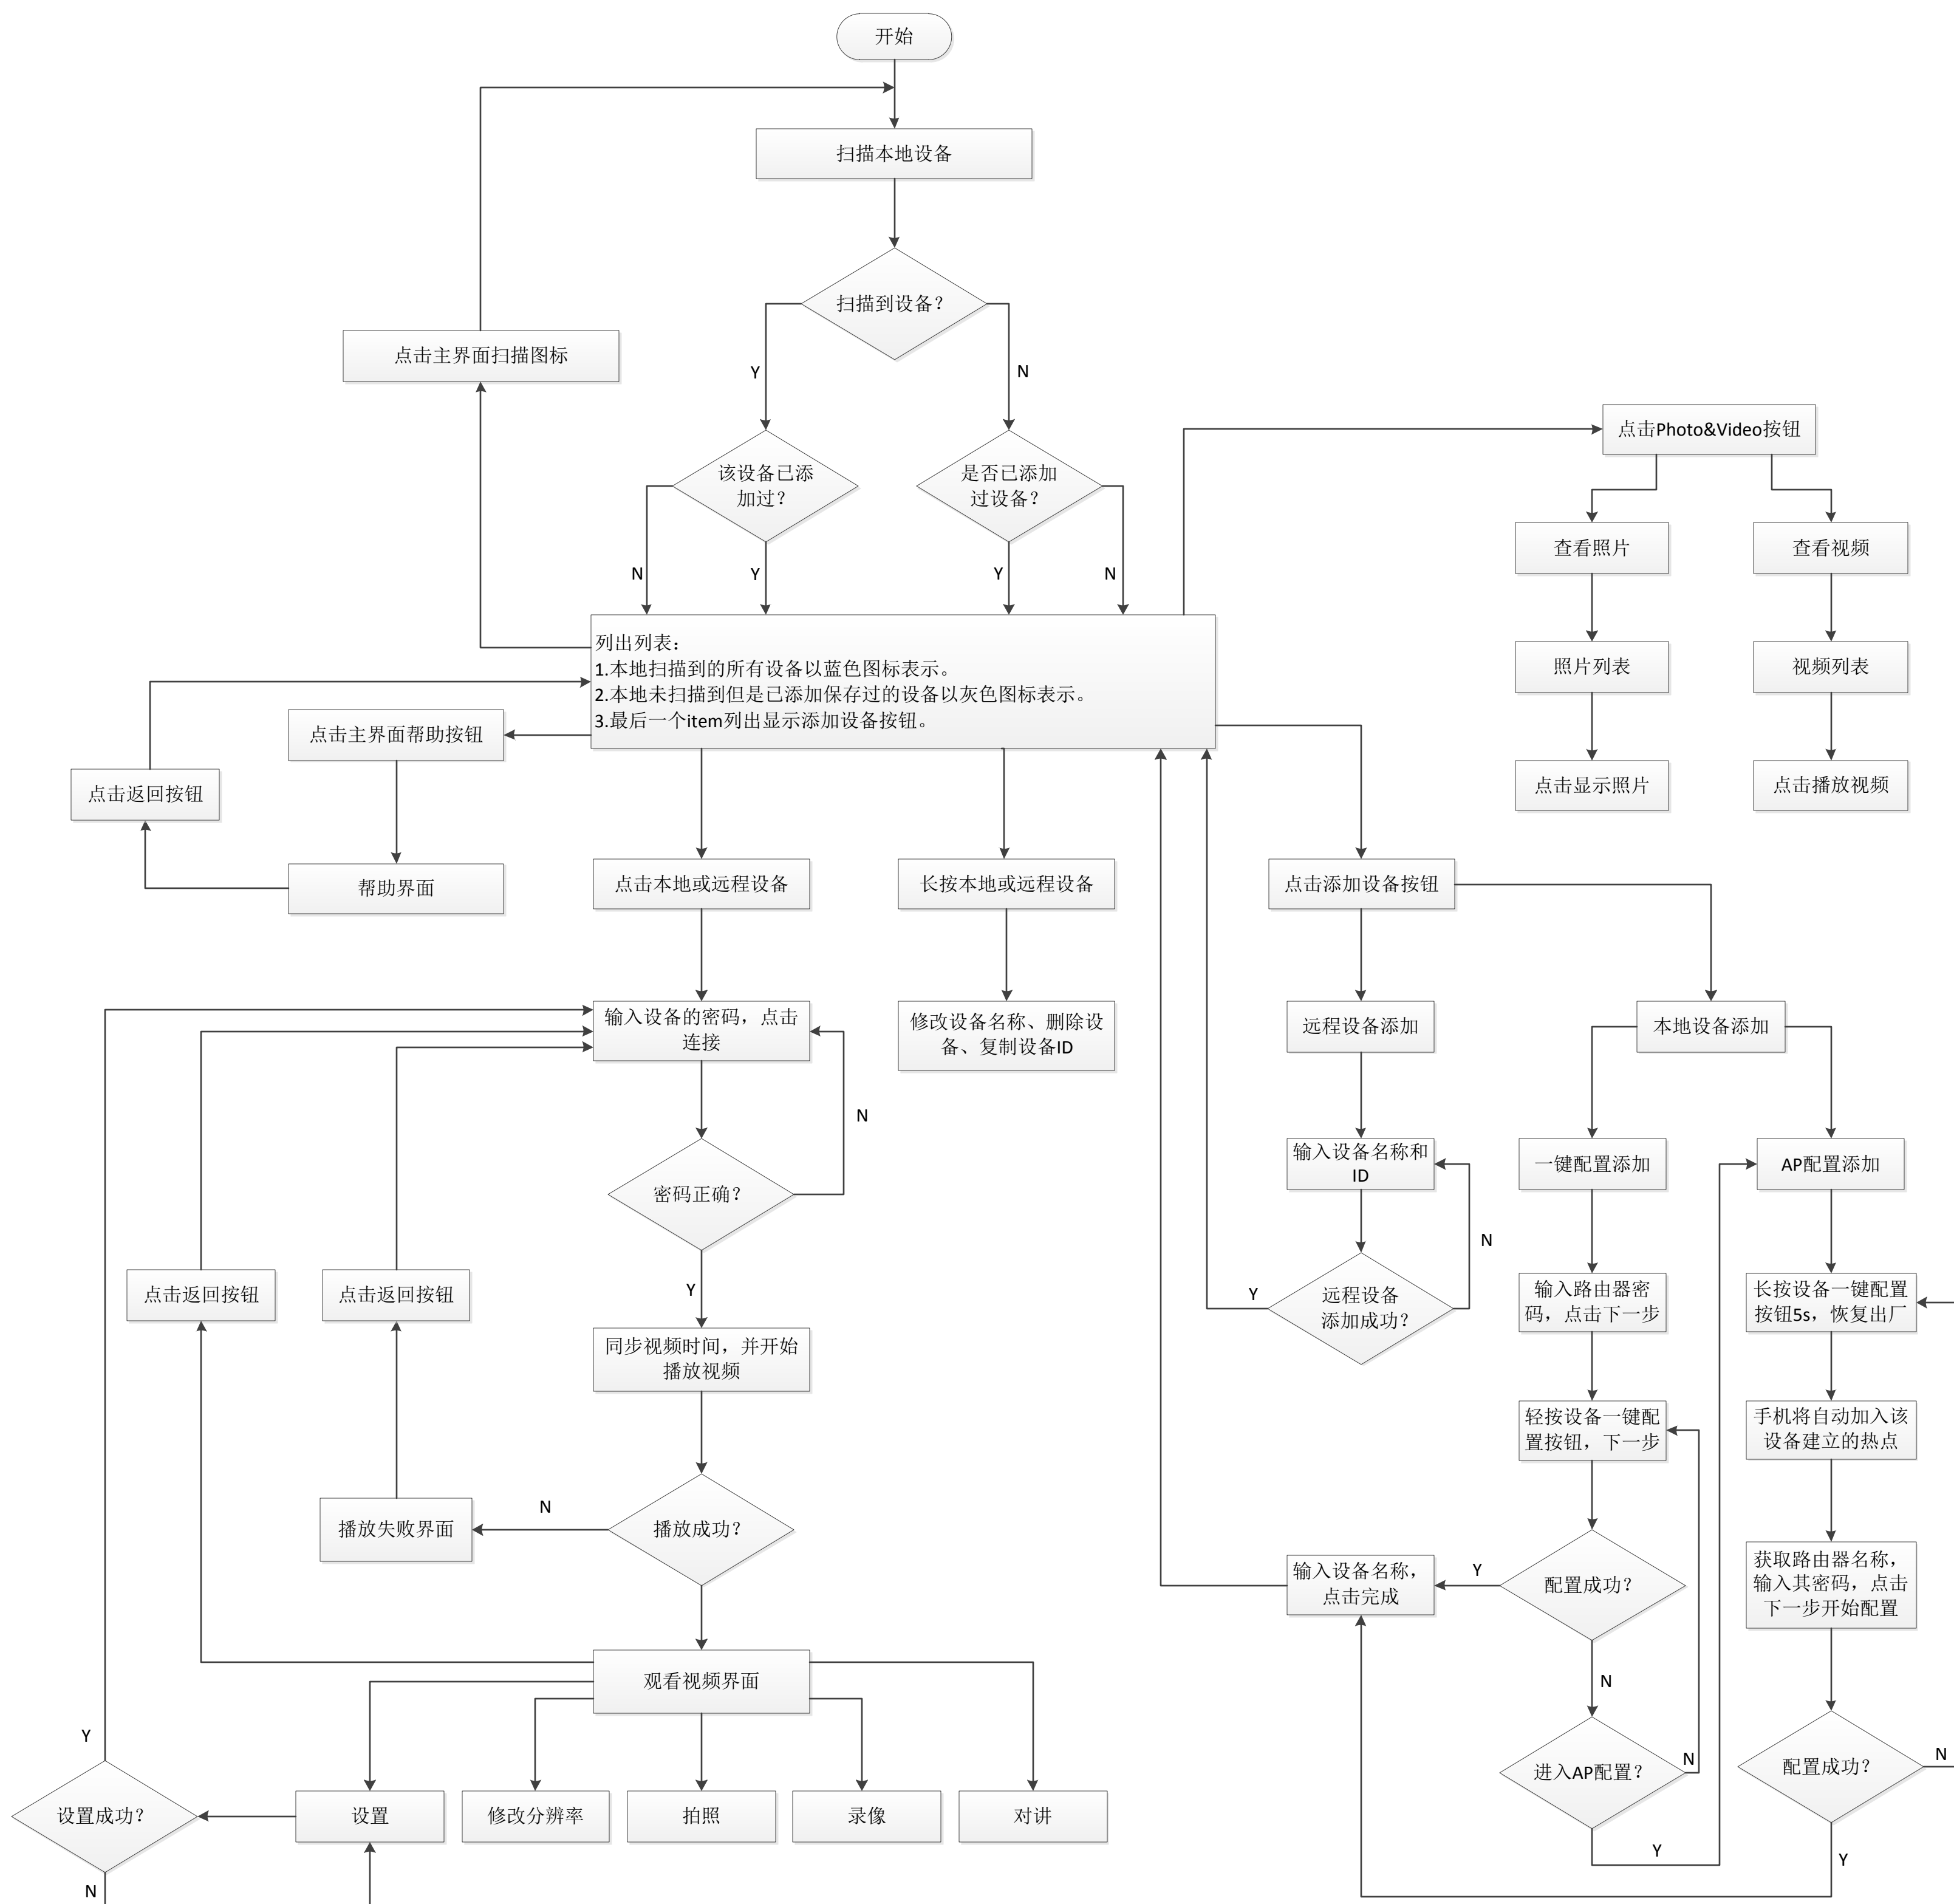 开始
扫描本地设备
扫描到设备？
点击主界面扫描图标
Y
N
点击Photo&Video按钮
该设备已添
加过？
是否已添加
过设备？
N
Y
Y
N
查看照片
查看视频
列出列表：
1.本地扫描到的所有设备以蓝色图标表示。
2.本地未扫描到但是已添加保存过的设备以灰色图标表示。
3.最后一个item列出显示添加设备按钮。
照片列表
视频列表
点击主界面帮助按钮
点击返回按钮
点击显示照片
点击播放视频
帮助界面
点击本地或远程设备
长按本地或远程设备
点击添加设备按钮
输入设备的密码，点击
连接
修改设备名称、删除设
备、复制设备ID
远程设备添加
本地设备添加
N
密码正确？
输入设备名称和
ID
一键配置添加
AP配置添加
N
点击返回按钮
点击返回按钮
Y
Y
远程设备
添加成功？
输入路由器密
码，点击下一步
长按设备一键配置
按钮5s，恢复出厂
同步视频时间，并开始
播放视频
轻按设备一键配
置按钮，下一步
手机将自动加入该
设备建立的热点
播放失败界面
N
播放成功？
输入设备名称，
点击完成
Y
配置成功？
获取路由器名称，
输入其密码，点击
下一步开始配置
观看视频界面
N
Y
进入AP配置？
N
配置成功？
N
设置成功？
设置
修改分辨率
拍照
录像
对讲
Y
Y
N